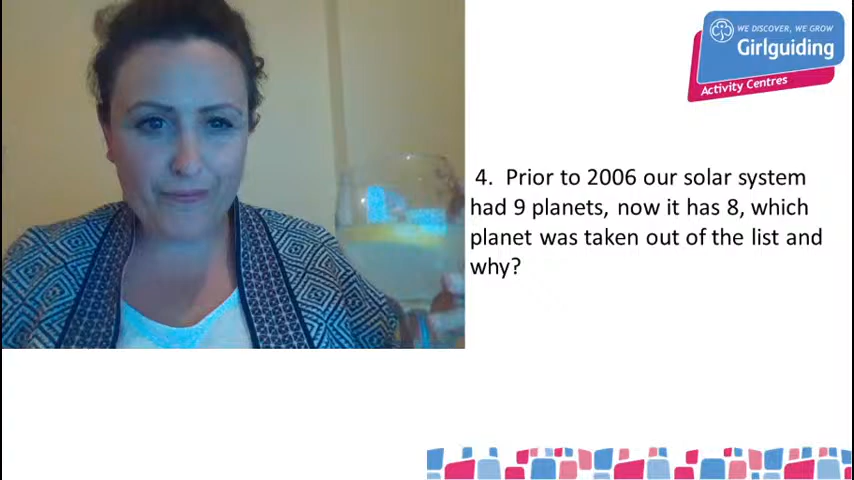 WE DISCOVER, WE GROW
Girlguiding
Activity Centres
4. Prior to 2006 our solar system
had 9 planets, now it has 8, which
planet was taken out of the list and
why?